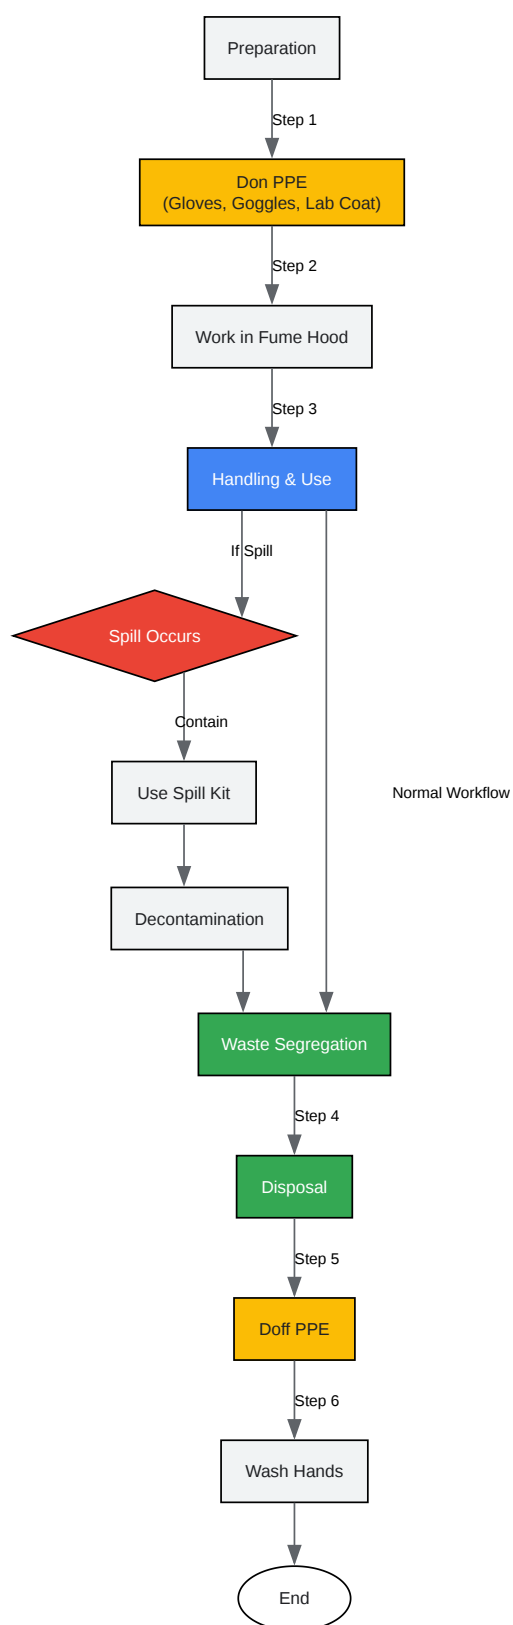 Preparation
Step 1
Don PPE
(Gloves, Goggles, Lab Coat)
Step 2
Work in Fume Hood
Step 3
Handling & Use
If Spill
Spill Occurs
Contain
Use Spill Kit
Normal Workflow
Decontamination
Waste Segregation
Step 4
Disposal
Step 5
Doff PPE
Step 6
Wash Hands
End